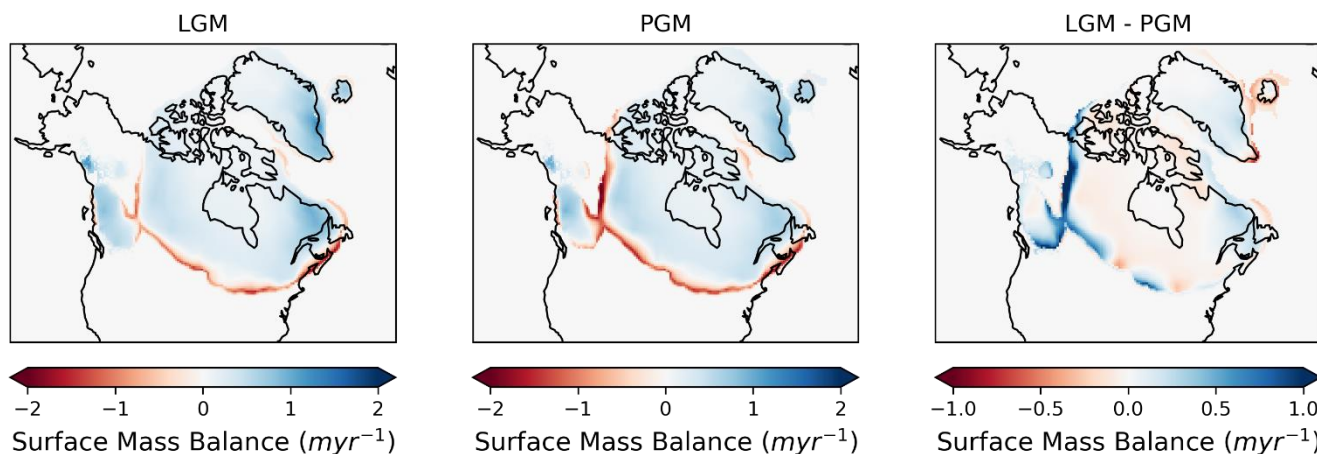 LGM
PGM
LGM - PGM
−2 −1 0 1 2
−2 −1 0 1 2
−1.0 −0.5 0.0 0.5 1.0
Surface Mass Balance (myr⁻¹)
Surface Mass Balance (myr⁻¹)
Surface Mass Balance (myr⁻¹)